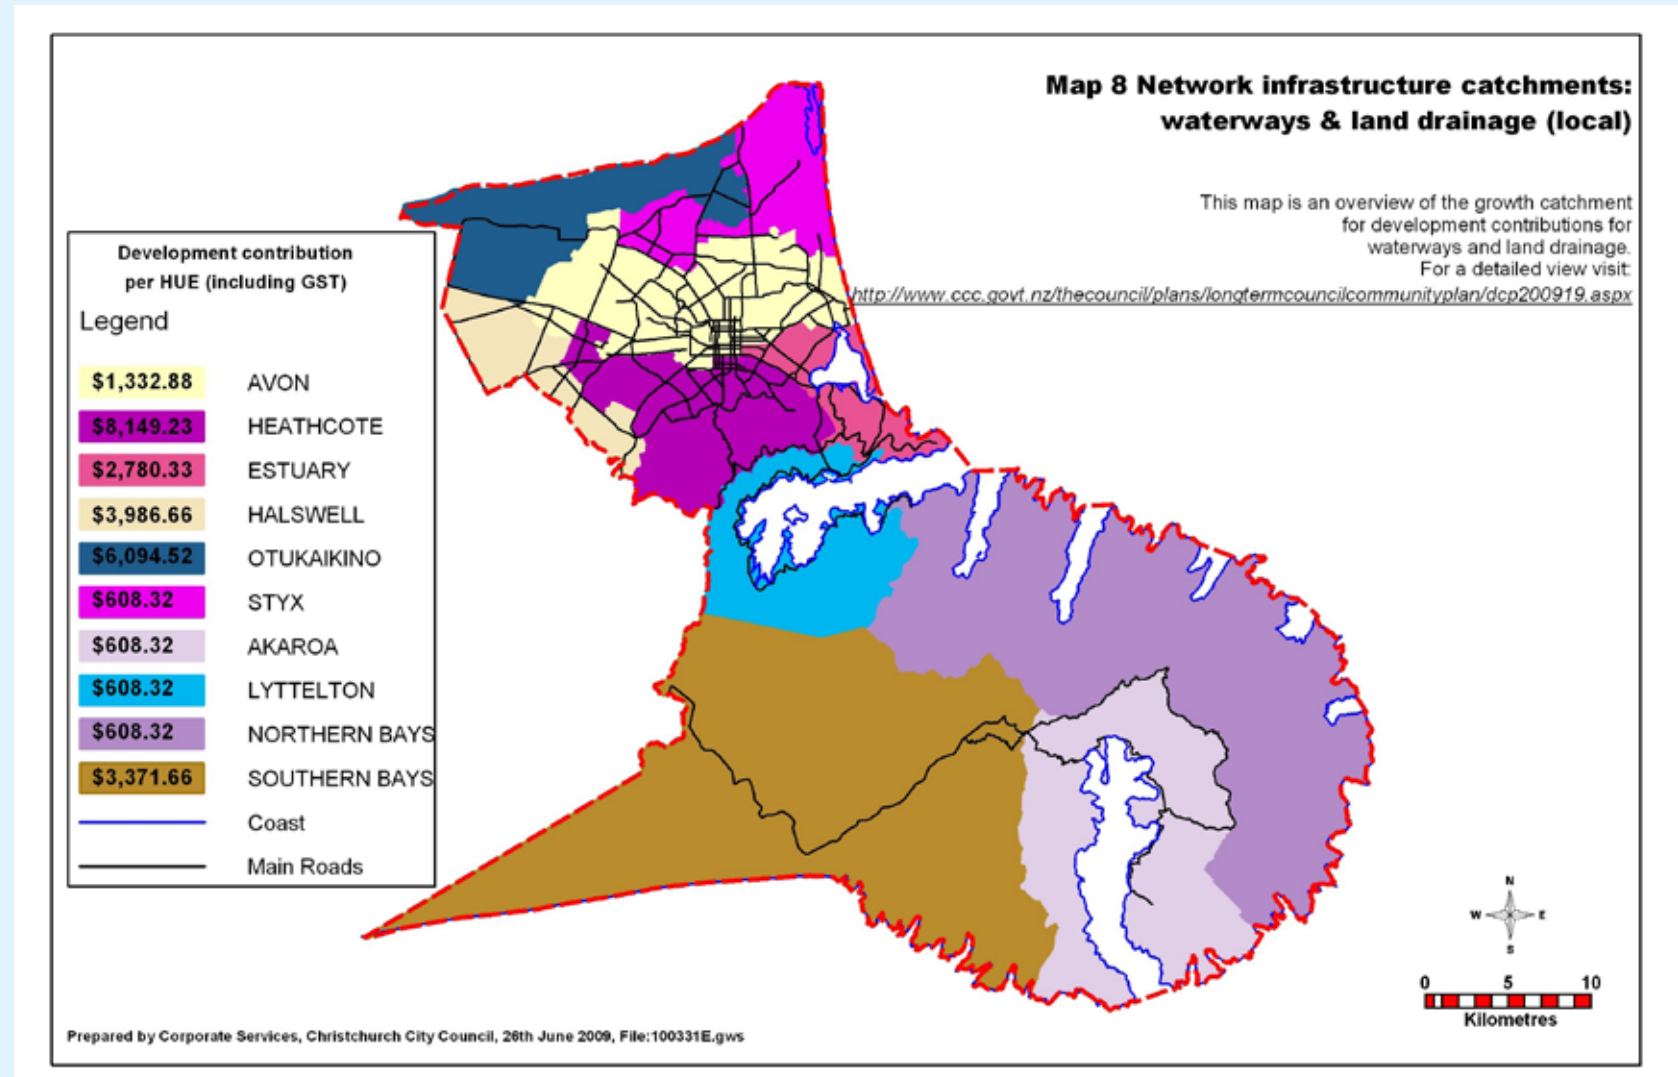 Map 8 Network infrastructure catchments:
waterways & land drainage (local)
This map is an overview of the growth catchment
for development contributions for
waterways and land drainage.
For a detailed view visit:
http://www.ccc.govt.nz/thecouncil/plans/longtermcouncilcommunityplan/dcp200919.aspx
Development contribution
per HUE (including GST)
Legend
$1,332.88 AVON
$8,149.23 HEATHCOTE
$2,780.33 ESTUARY
$3,986.66 HALSWELL
$6,094.52 OTUKAIKINO
$608.32 STYX
$608.32 AKAROA
$608.32 LYTTELTON
$608.32 NORTHERN BAYS
$3,371.66 SOUTHERN BAYS
Coast
Main Roads
N
W E
S
0 5 10
Kilometres
Prepared by Corporate Services, Christchurch City Council, 26th June 2009, File:100331E.gws